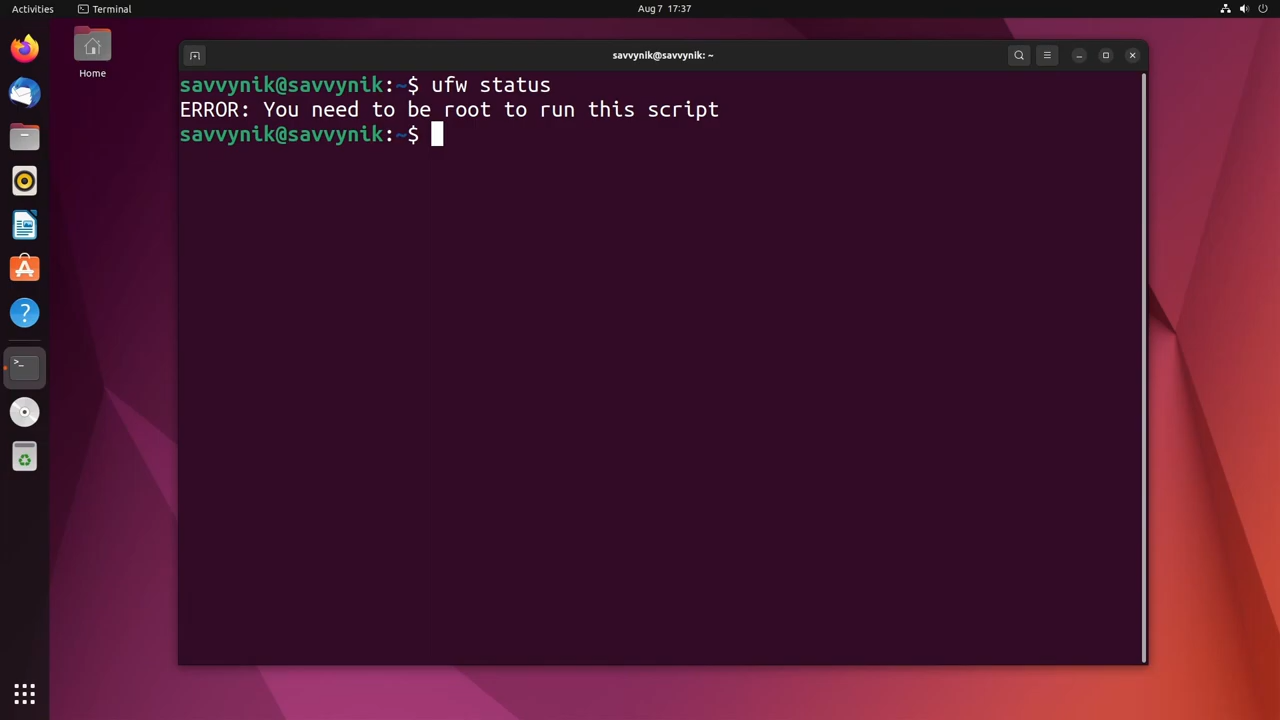 Activities
Terminal
Aug 7 17:37
Home
savvynik@savvynik: ~
savvynik@savvynik:~$ ufw status
ERROR: You need to be root to run this script
savvynik@savvynik:~$